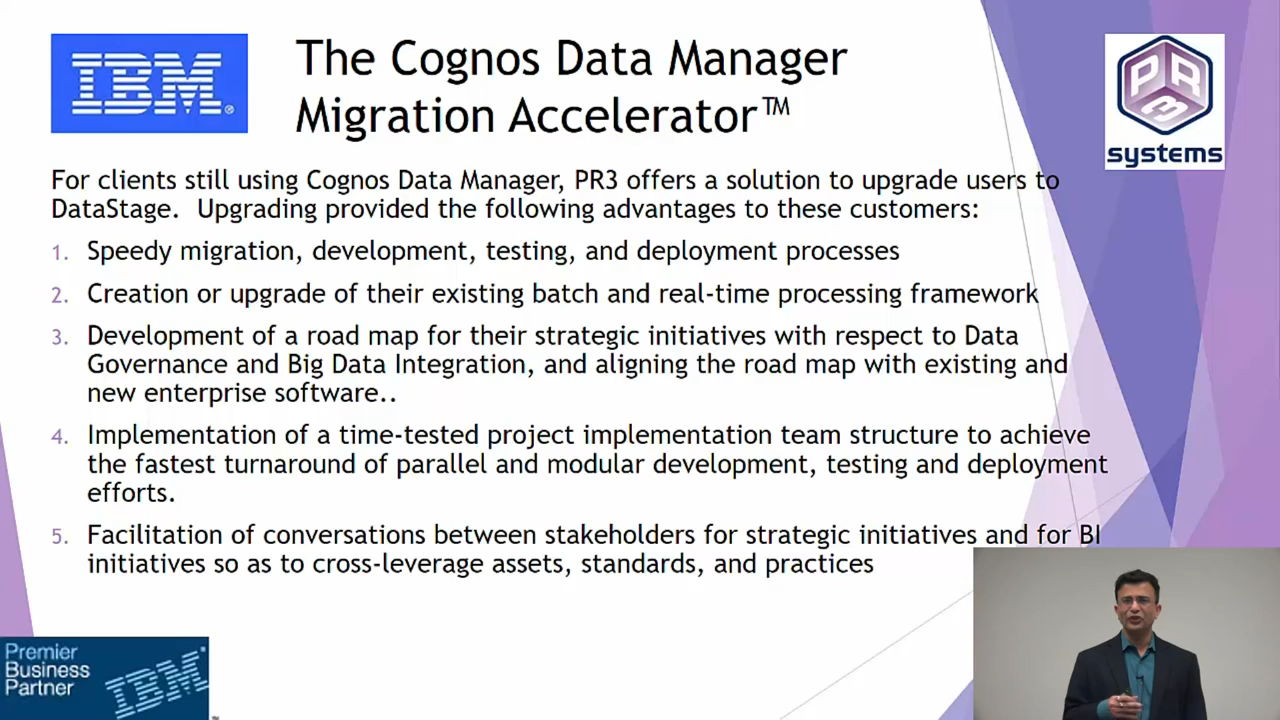 IBM®
The Cognos Data Manager
Migration Accelerator™
PR3
systems
For clients still using Cognos Data Manager, PR3 offers a solution to upgrade users to
DataStage.  Upgrading provided the following advantages to these customers:
1. Speedy migration, development, testing, and deployment processes
2. Creation or upgrade of their existing batch and real-time processing framework
3. Development of a road map for their strategic initiatives with respect to Data
Governance and Big Data Integration, and aligning the road map with existing and
new enterprise software..
4. Implementation of a time-tested project implementation team structure to achieve
the fastest turnaround of parallel and modular development, testing and deployment
efforts.
5. Facilitation of conversations between stakeholders for strategic initiatives and for BI
initiatives so as to cross-leverage assets, standards, and practices
Premier
Business
Partner
IBM®
™